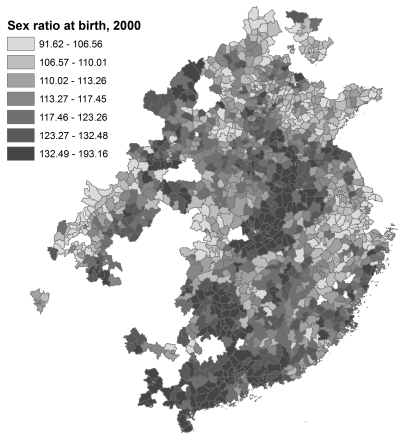 Sex ratio at birth, 2000
91.62 - 106.56
106.57 - 110.01
110.02 - 113.26
113.27 - 117.45
117.46 - 123.26
123.27 - 132.48
132.49 - 193.16